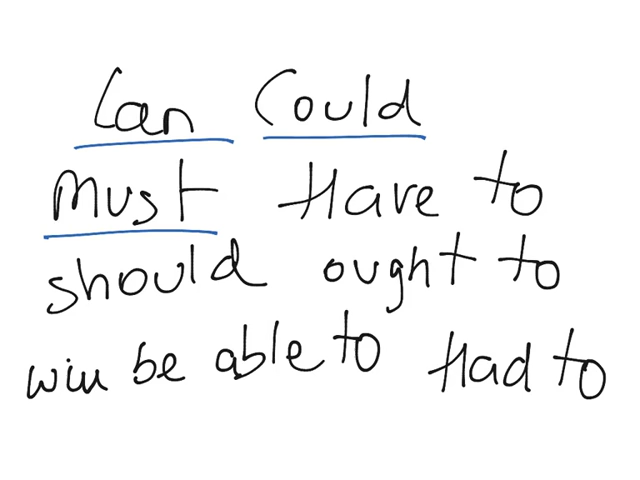 Can Could
Must Have to
should ought to
will be able to Had to